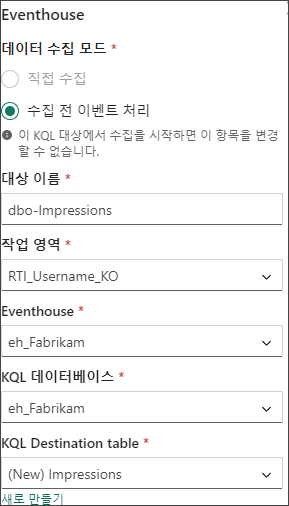 Eventhouse
데이터 수집 모드 *
직접 수집
수집 전 이벤트 처리
이 KQL 대상에서 수집을 시작하면 이 항목을 변경
할 수 없습니다.
대상 이름 *
dbo-Impressions
작업 영역 *
RTI_Username_KO
Eventhouse *
eh_Fabrikam
KQL 데이터베이스 *
eh_Fabrikam
KQL Destination table *
(New) Impressions
새로 만들기